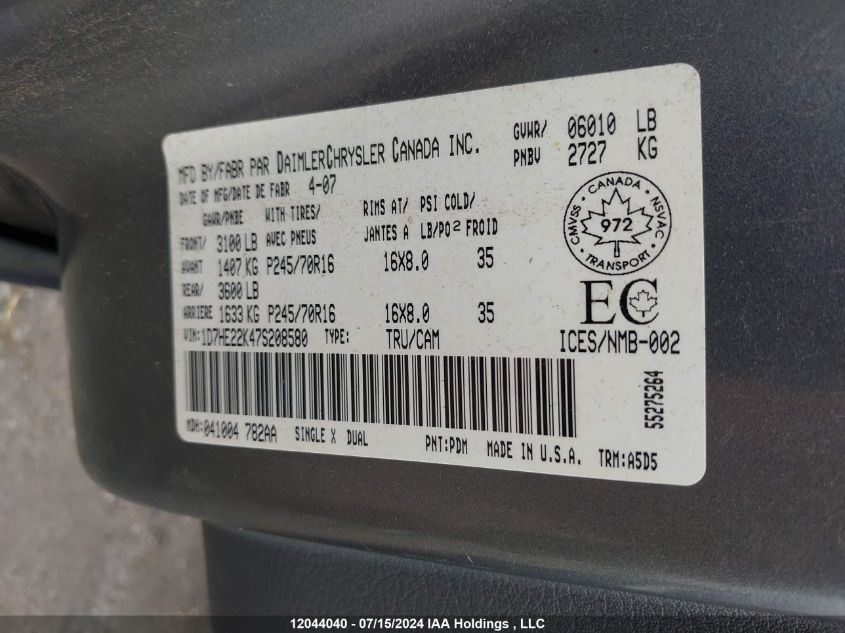 MFD BY/FABR PAR DAIMLERCHRYSLER CANADA INC. GVWR/ 06010 LB
DATE OF MFG/DATE DE FABR 4-07 PNBV 2727 KG
GAWR/PNBE WITH TIRES/ RIMS AT/ PSI COLD/
FRONT/ 3100 LB AVEC PNEUS JANTES A LB/PO2 FROID
AVANT 1407 KG P245/70R16 16X8.0 35
REAR/ 3600 LB
ARRIERE 1633 KG P245/70R16 16X8.0 35
CANADA
CMVSS 972 NSVAC
TRANSPORT
EC
VIN: 1D7HE22K47S208580 TYPE: TRU/CAM ICES/NMB-002
55275264
MDH: 041004 782AA SINGLE X DUAL PNT:PDM MADE IN U.S.A. TRM:A5D5
12044040 - 07/15/2024 IAA Holdings, , LLC